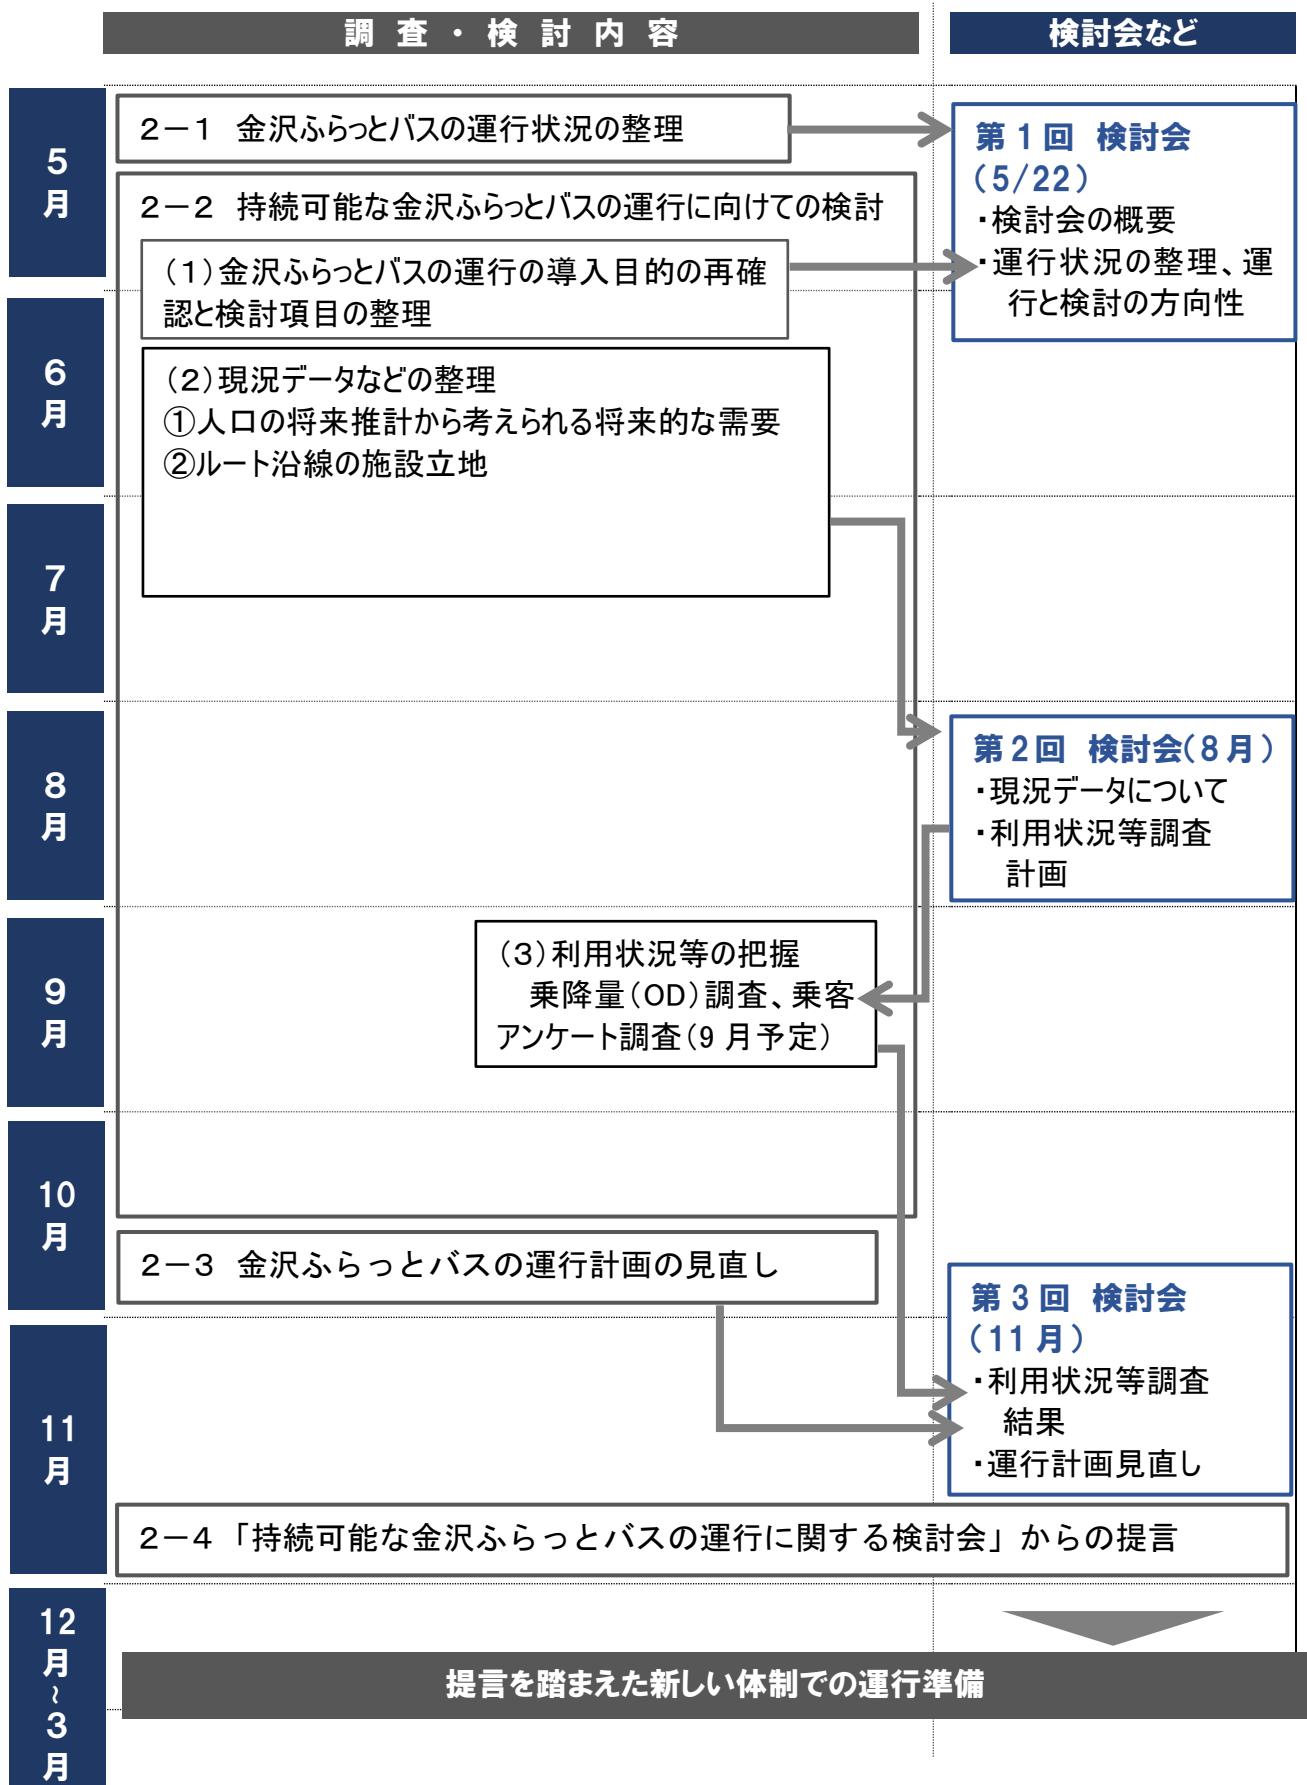 調査・検討内容
検討会など
5
月
2－1　金沢ふらっとバスの運行状況の整理
第1回　検討会
（5/22）
・検討会の概要
・運行状況の整理、運
行と検討の方向性
2－2　持続可能な金沢ふらっとバスの運行に向けての検討
（1）金沢ふらっとバスの運行の導入目的の再確
認と検討項目の整理
6
月
（2）現況データなどの整理
①人口の将来推計から考えられる将来的な需要
②ルート沿線の施設立地
7
月
8
月
第2回　検討会（8月）
・現況データについて
・利用状況等調査
計画
9
月
（3）利用状況等の把握
乗降量（OD）調査、乗客
アンケート調査（9月予定）
10
月
2－3　金沢ふらっとバスの運行計画の見直し
第3回　検討会
（11月）
・利用状況等調査
結果
・運行計画見直し
11
月
2－4「持続可能な金沢ふらっとバスの運行に関する検討会」からの提言
12
月
～
3
月
提言を踏まえた新しい体制での運行準備